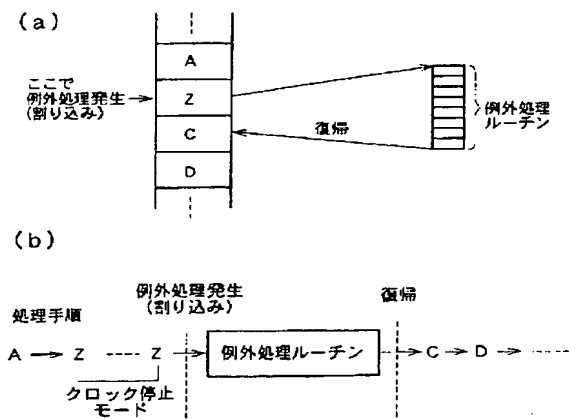 (a)
A
ここで
例外処理発生
(割り込み)
Z
C
D
復帰
例外処理
ルーチン
(b)
処理手順
例外処理発生
(割り込み)
復帰
A → Z ---- Z → 例外処理ルーチン → C → D →
クロック停止
モード